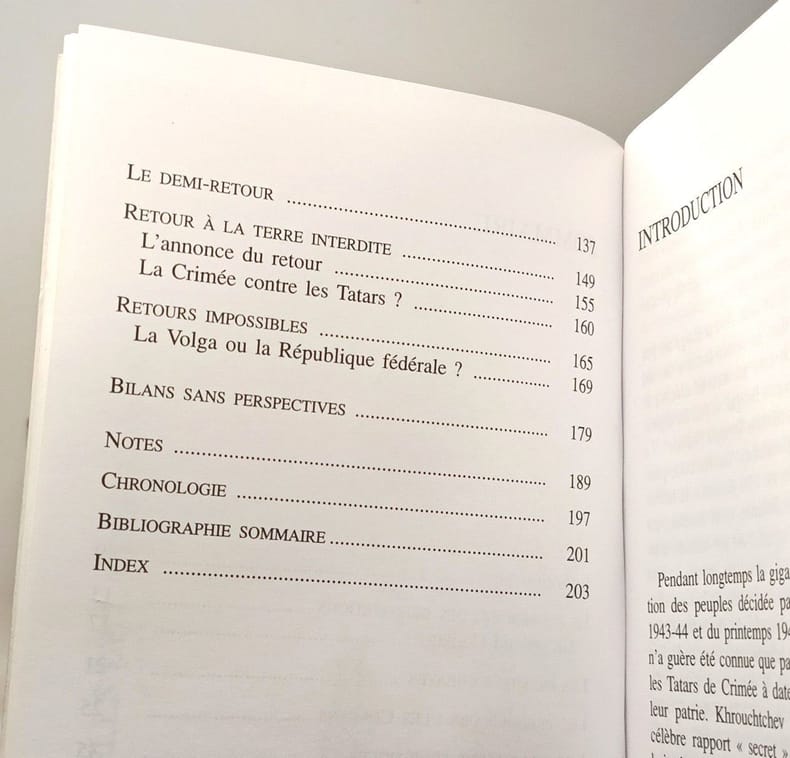 LE DEMI-RETOUR ........................................ 137
RETOUR À LA TERRE INTERDITE ...................... 149
L'annonce du retour ................................ 155
La Crimée contre les Tatars ? .................... 160
RETOURS IMPOSSIBLES .................................. 165
La Volga ou la République fédérale ? ........... 169
BILANS SANS PERSPECTIVES ............................ 179
NOTES ...................................................... 189
CHRONOLOGIE .............................................. 197
BIBLIOGRAPHIE SOMMAIRE ................................ 201
INDEX ...................................................... 203
INTRODUCTION
Pendant longtemps la giga
tion des peuples décidée pa
1943-44 et du printemps 194
n'a guère été connue que pa
les Tatars de Crimée à date
leur patrie. Khrouchtchev
célèbre rapport « secret »